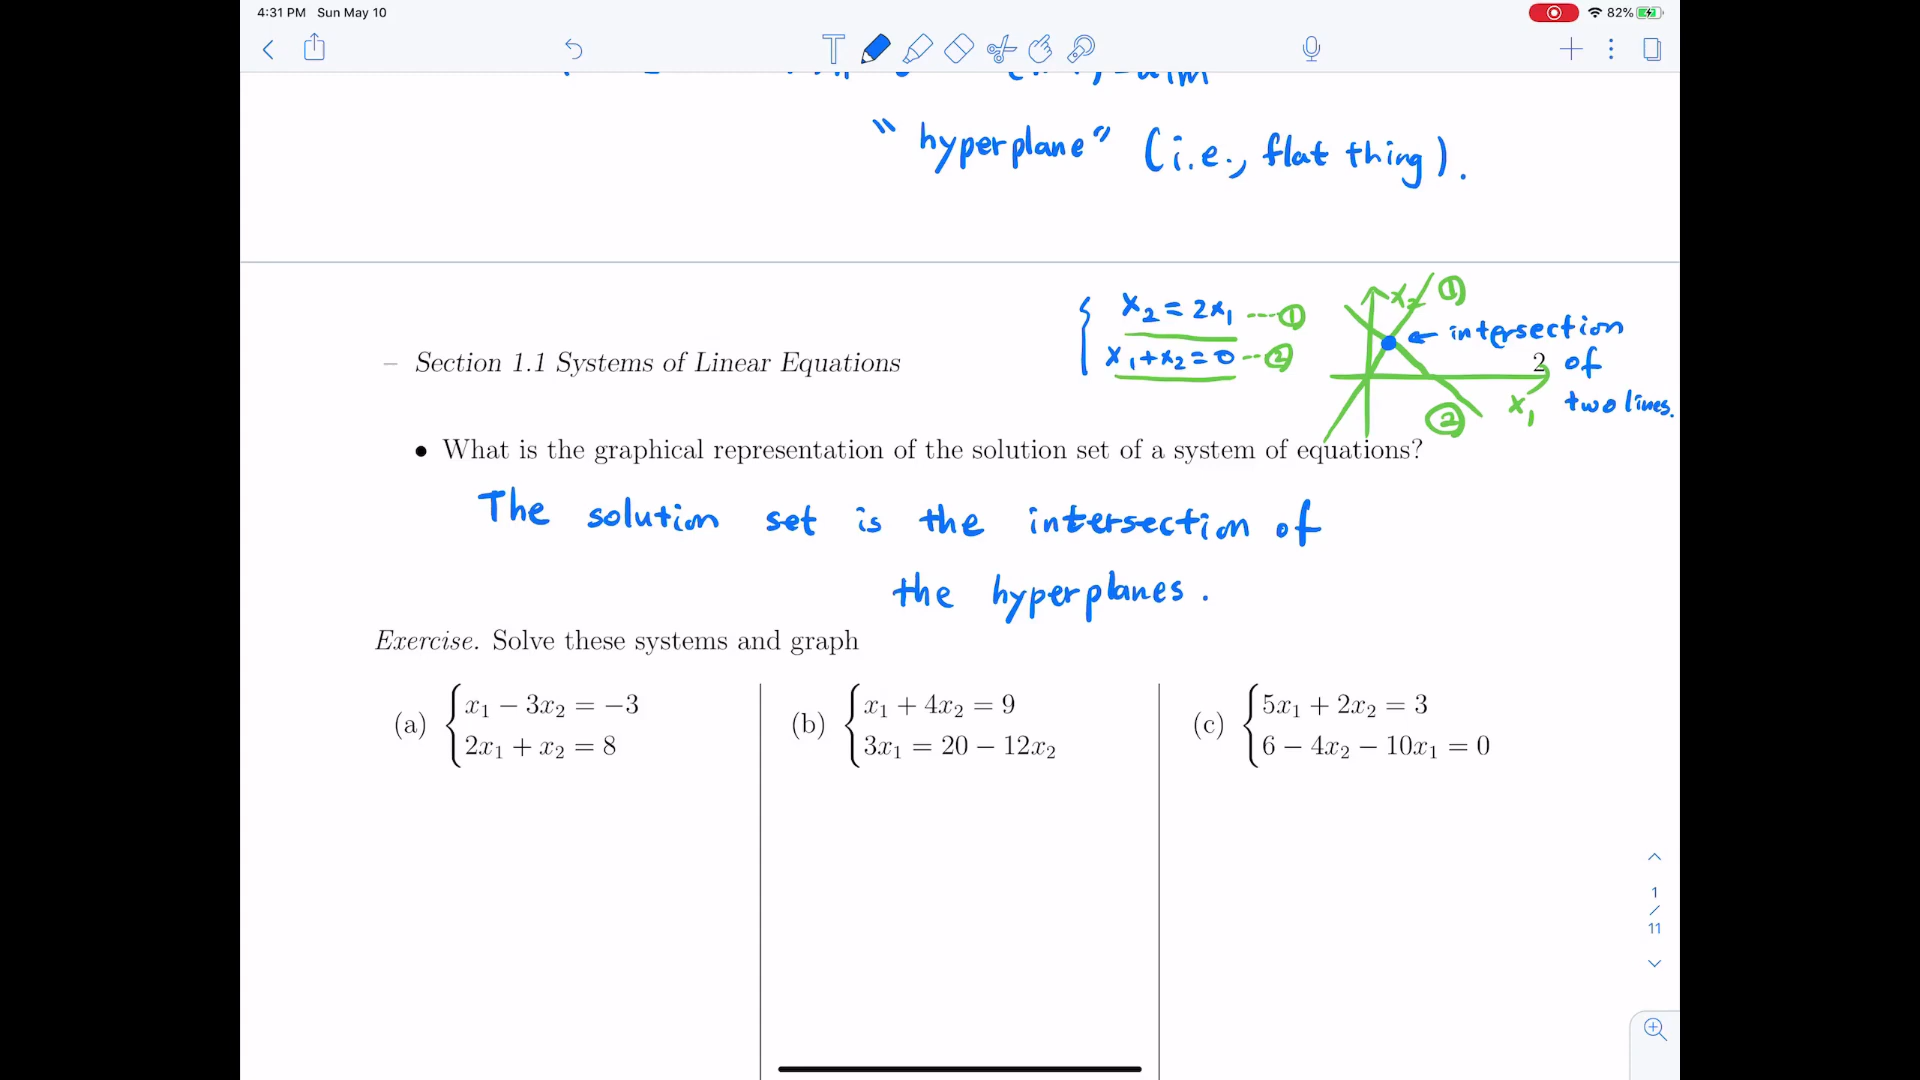 4:31 PM Sun May 10
82%
"hyperplane" (i.e., flat thing).
x₂ = 2x₁ ---- ①
x₁ + x₂ = 0 --- ②
x₂ ①
← intersection
of
two lines.
x₁
②
– Section 1.1 Systems of Linear Equations 2
• What is the graphical representation of the solution set of a system of equations?
The solution set is the intersection of
the hyperplanes.
Exercise. Solve these systems and graph
(a) { x₁ − 3x₂ = −3
2x₁ + x₂ = 8
(b) { x₁ + 4x₂ = 9
3x₁ = 20 − 12x₂
(c) { 5x₁ + 2x₂ = 3
6 − 4x₂ − 10x₁ = 0
1
/
11